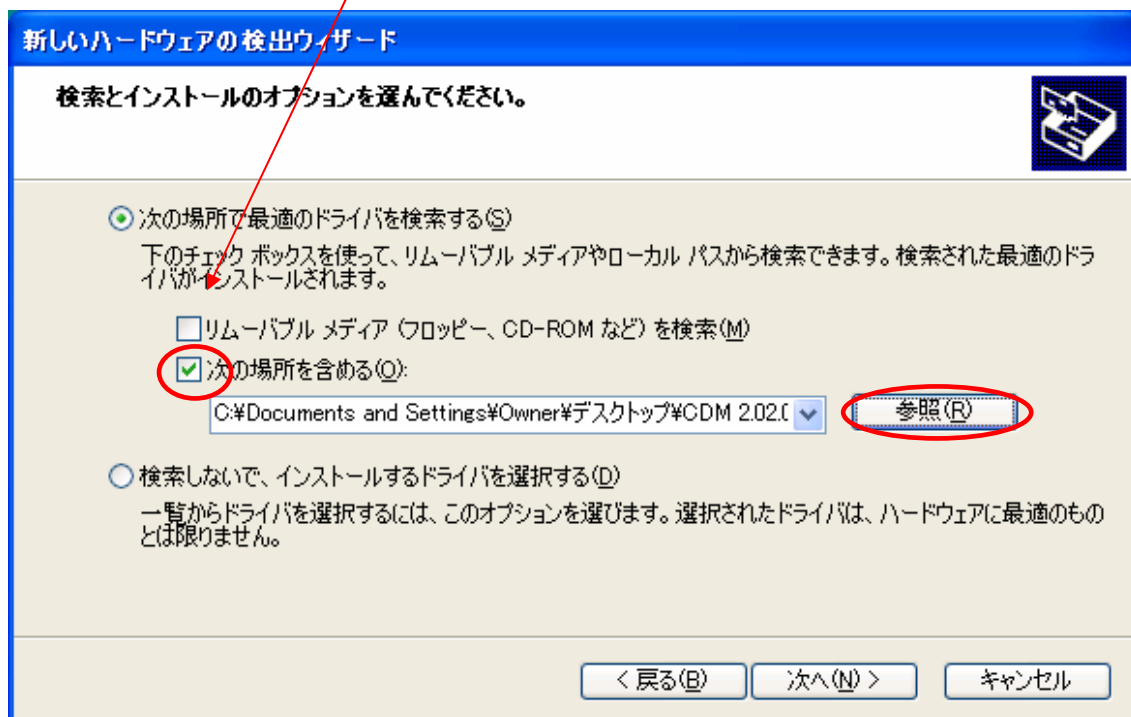 新しいハードウェアの検出ウィザード
検索とインストールのオプションを選んでください。
次の場所で最適のドライバを検索する(S)
下のチェック ボックスを使って、リムーバブル メディアやローカル パスから検索できます。検索された最適のドラ
イバがインストールされます。
リムーバブル メディア (フロッピー、CD-ROM など) を検索(M)
次の場所を含める(O):
C:¥Documents and Settings¥Owner¥デスクトップ¥CDM 2.02.0
参照(R)
検索しないで、インストールするドライバを選択する(D)
一覧からドライバを選択するには、このオプションを選びます。選択されたドライバは、ハードウェアに最適のもの
とは限りません。
< 戻る(B) 次へ(N) > キャンセル